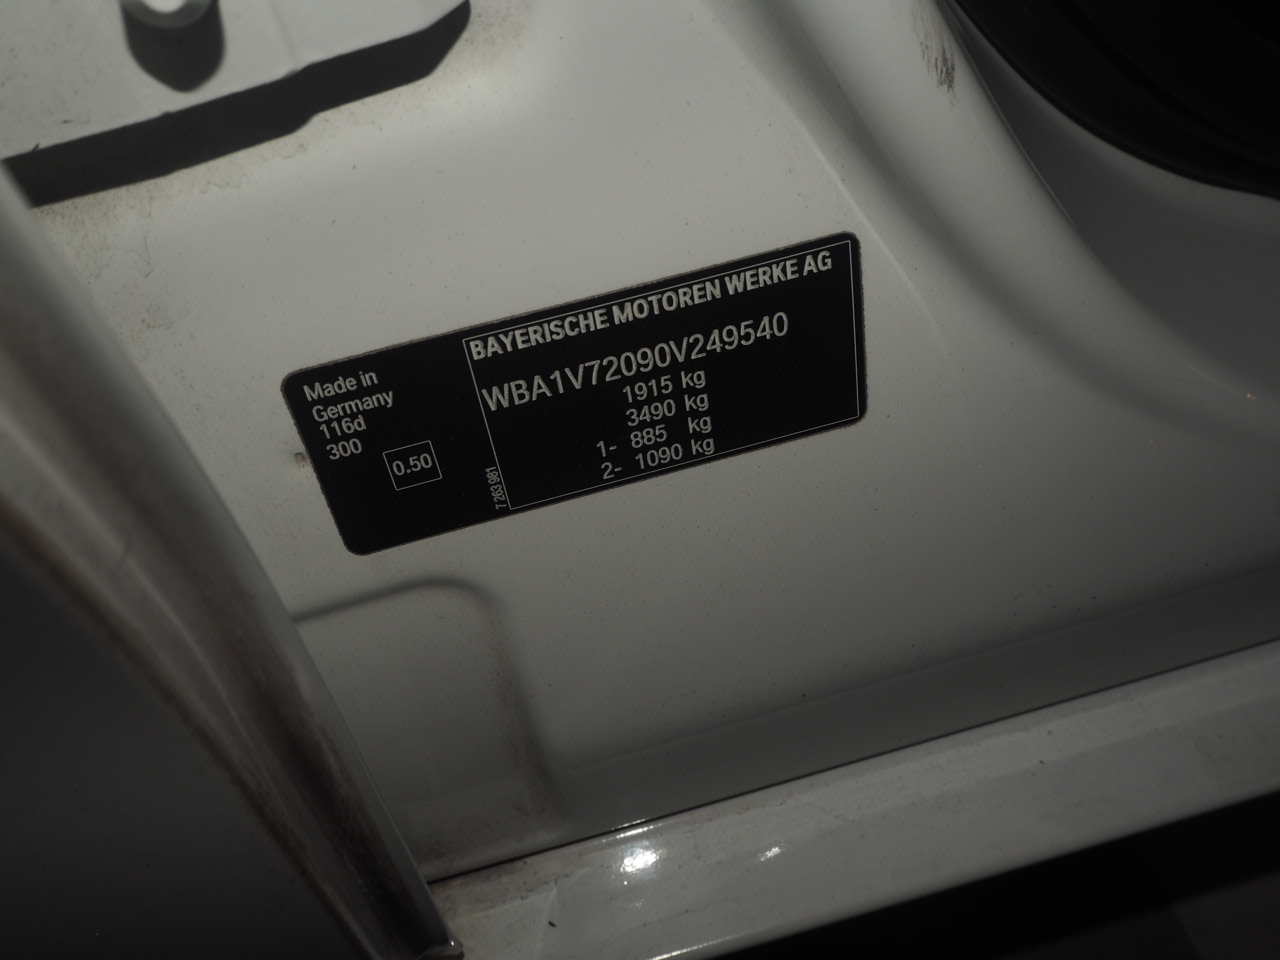 Made in
Germany
116d
300
0.50
7 263 981
BAYERISCHE MOTOREN WERKE AG
WBA1V72090V249540
1915 kg
3490 kg
1- 885 kg
2- 1090 kg